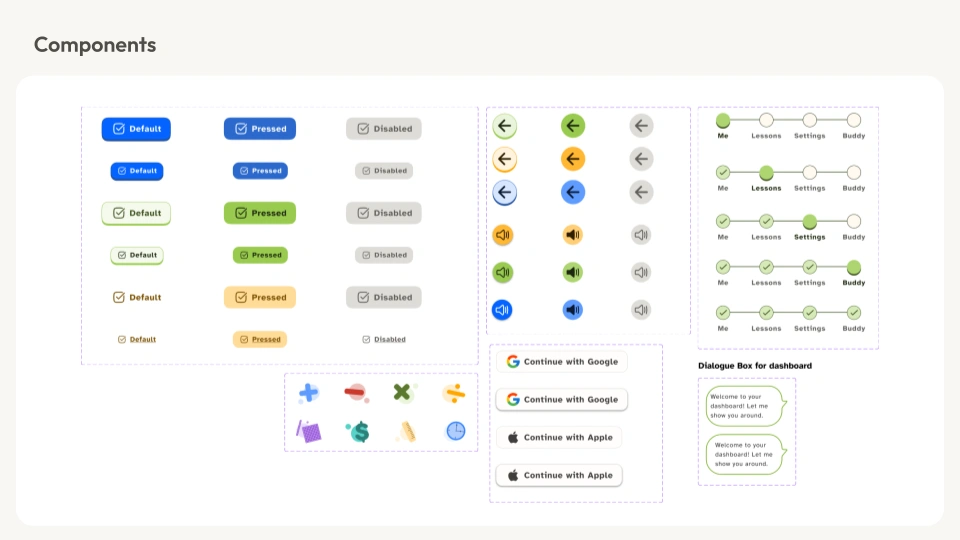 Components
Default
Pressed
Disabled
Default
Pressed
Disabled
Default
Pressed
Disabled
Default
Pressed
Disabled
Default
Pressed
Disabled
Default
Pressed
Disabled
Me
Lessons
Settings
Buddy
Me
Lessons
Settings
Buddy
Me
Lessons
Settings
Buddy
Me
Lessons
Settings
Buddy
Me
Lessons
Settings
Buddy
Continue with Google
Continue with Google
Continue with Apple
Continue with Apple
Dialogue Box for dashboard
Welcome to your
dashboard! Let me
show you around.
Welcome to your
dashboard! Let me
show you around.